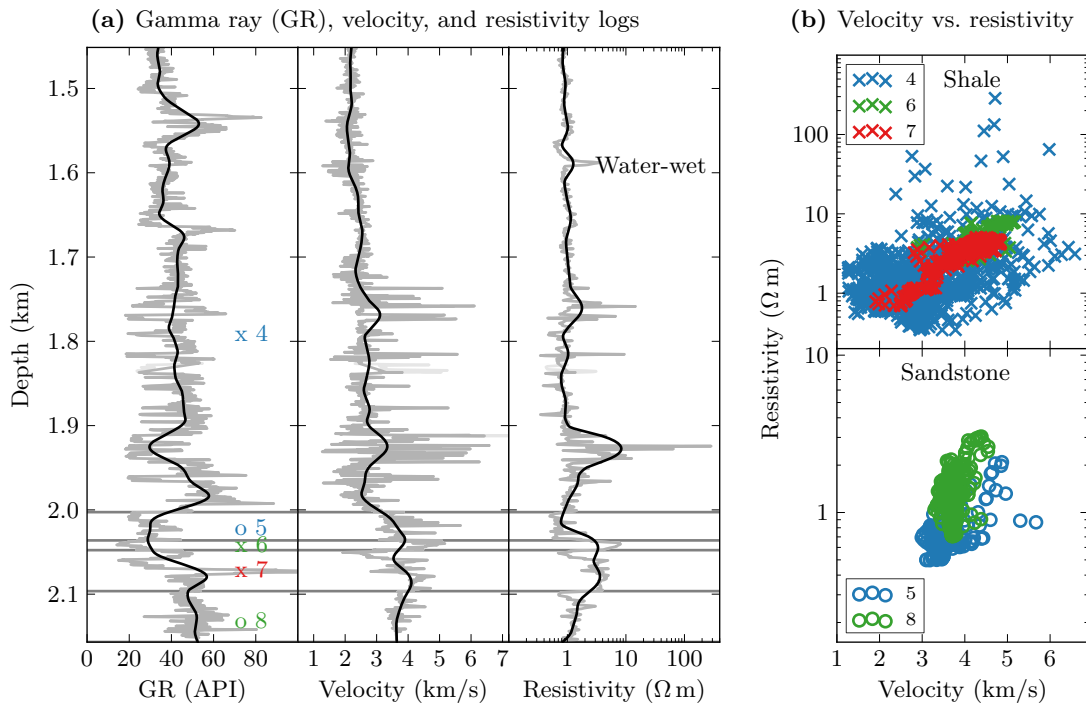 (a) Gamma ray (GR), velocity, and resistivity logs
Depth (km)
1.5
1.6
1.7
1.8
1.9
2.0
2.1
x 4
o 5
x 6
x 7
o 8
0 20 40 60 80
GR (API)
1 2 3 4 5 6 7
Velocity (km/s)
Water-wet
1 10 100
Resistivity (Ω m)
(b) Velocity vs. resistivity
Resistivity (Ω m)
100
10
1
4
6
7
Shale
10
1
Sandstone
5
8
1 2 3 4 5 6
Velocity (km/s)